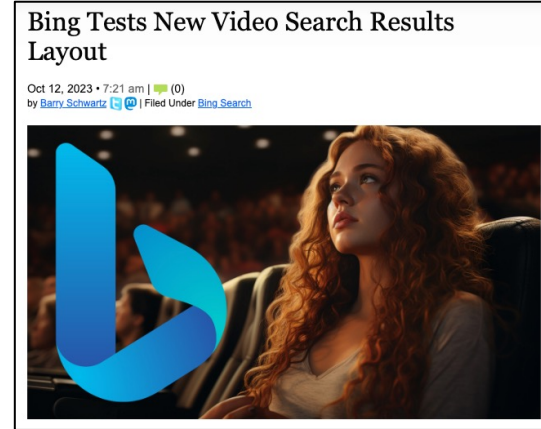 Bing Tests New Video Search Results
Layout
Oct 12, 2023 • 7:21 am | (0)
by Barry Schwartz | Filed Under Bing Search